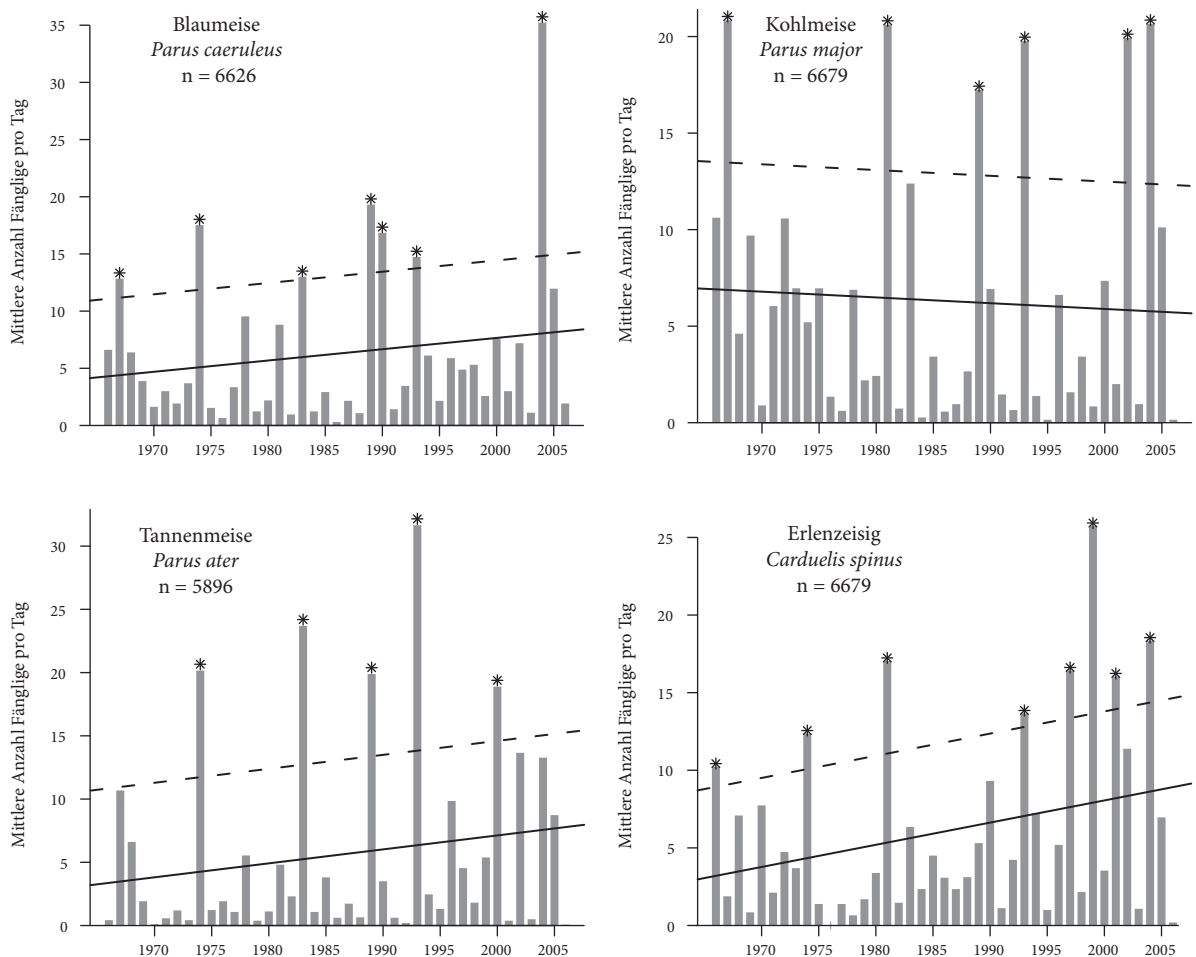 Blaumeise
Parus caeruleus
n = 6626
Mittlere Anzahl Fänglige pro Tag
35
30
25
20
15
10
5
0
1970 1975 1980 1985 1990 1995 2000 2005
Kohlmeise
Parus major
n = 6679
Mittlere Anzahl Fänglige pro Tag
20
15
10
5
0
1970 1975 1980 1985 1990 1995 2000 2005
Tannenmeise
Parus ater
n = 5896
Mittlere Anzahl Fänglige pro Tag
30
25
20
15
10
5
0
1970 1975 1980 1985 1990 1995 2000 2005
Erlenzeisig
Carduelis spinus
n = 6679
Mittlere Anzahl Fänglige pro Tag
25
20
15
10
5
0
1970 1975 1980 1985 1990 1995 2000 2005